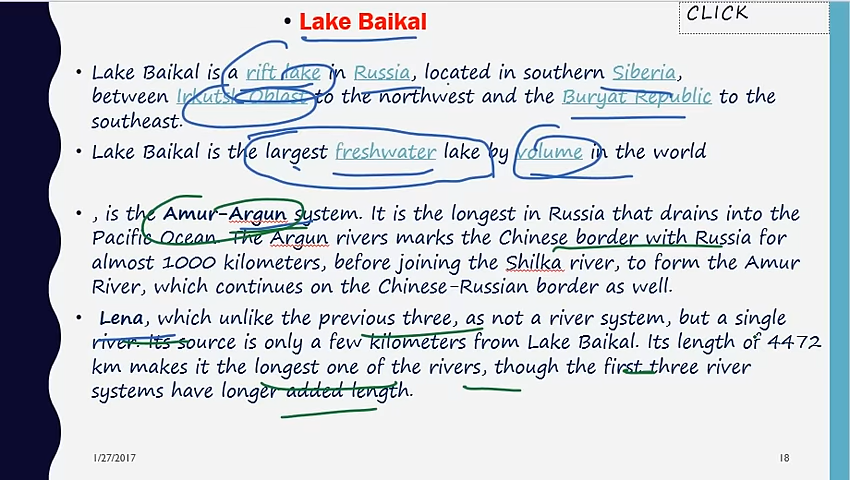 CLICK
• Lake Baikal
• Lake Baikal is a rift lake in Russia, located in southern Siberia,
between Irkutsk Oblast to the northwest and the Buryat Republic to the
southeast.
• Lake Baikal is the largest freshwater lake by volume in the world
• , is the Amur-Argun system. It is the longest in Russia that drains into the
Pacific Ocean. The Argun rivers marks the Chinese border with Russia for
almost 1000 kilometers, before joining the Shilka river, to form the Amur
River, which continues on the Chinese-Russian border as well.
• Lena, which unlike the previous three, as not a river system, but a single
river. Its source is only a few kilometers from Lake Baikal. Its length of 4472
km makes it the longest one of the rivers, though the first three river
systems have longer added length.
1/27/2017
18